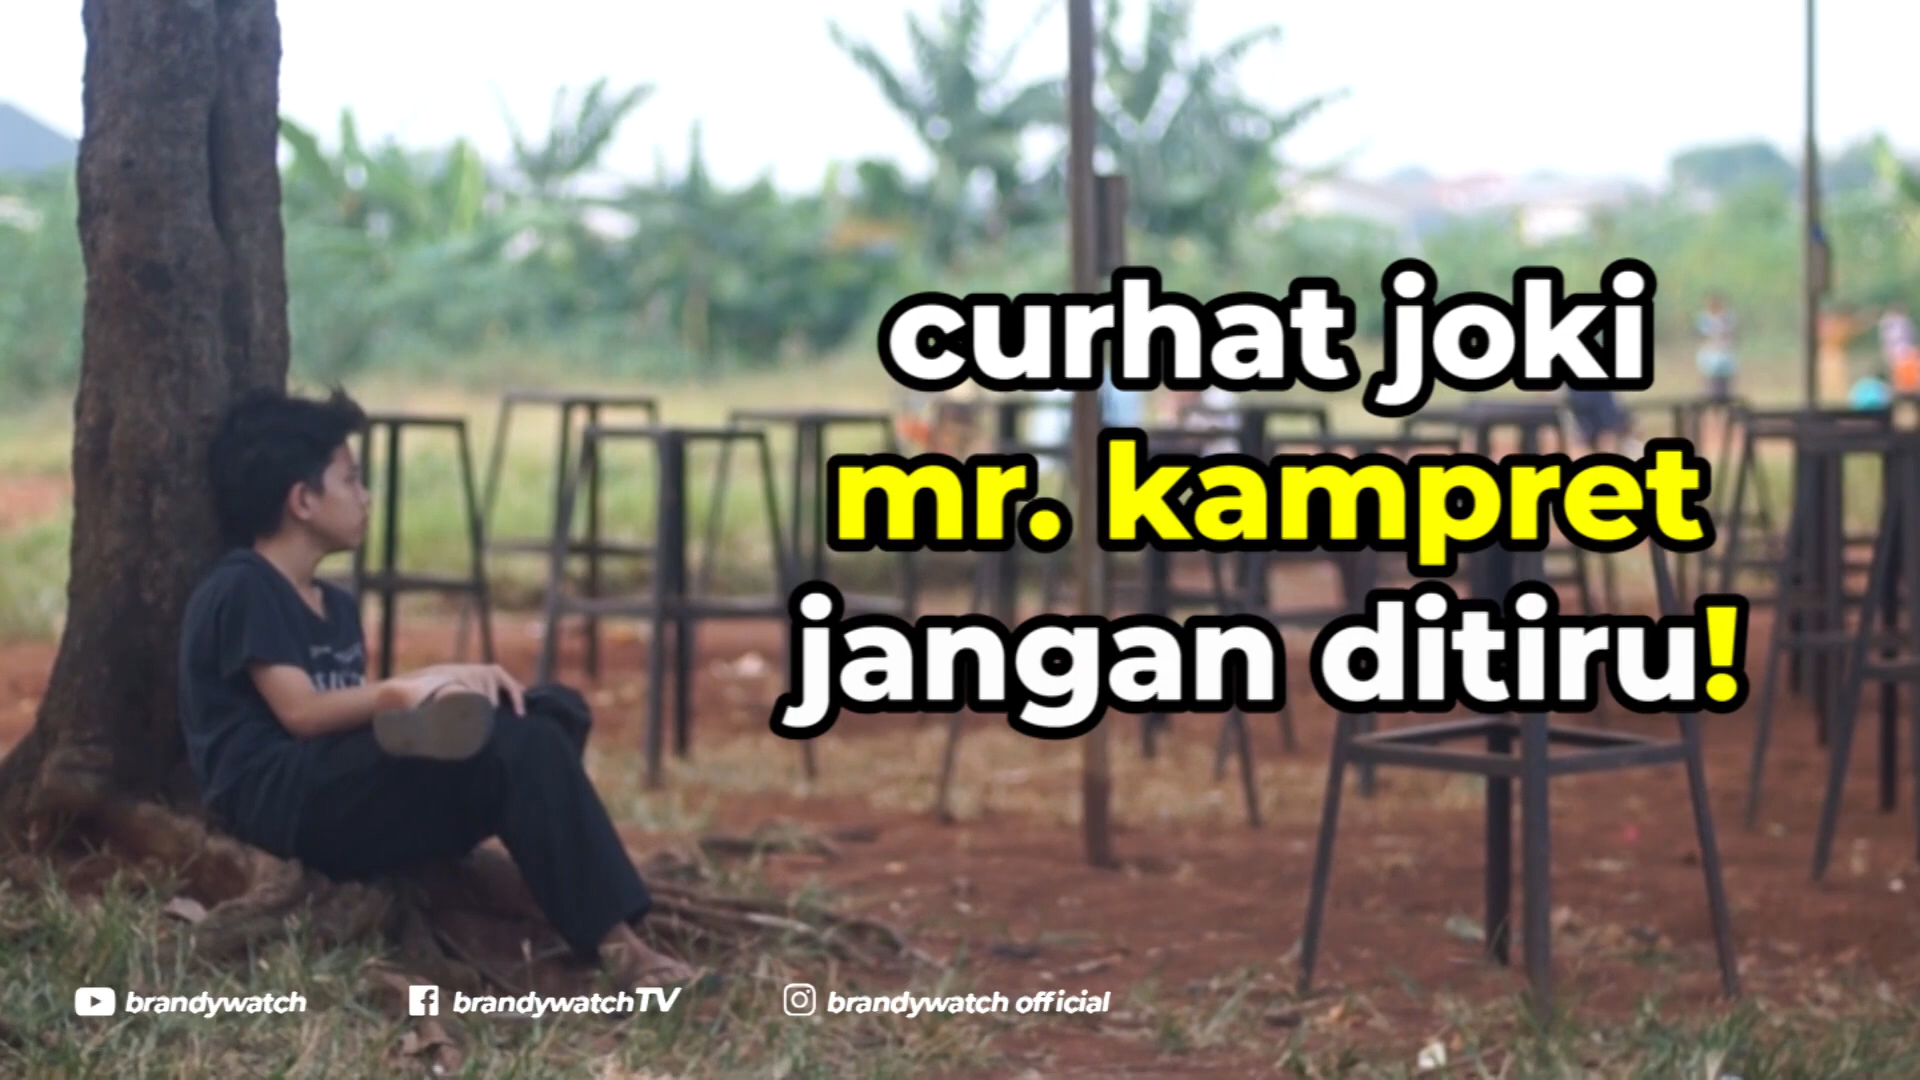 curhat joki
mr. kampret
jangan ditiru!
brandywatch
brandywatchTV
brandywatch official